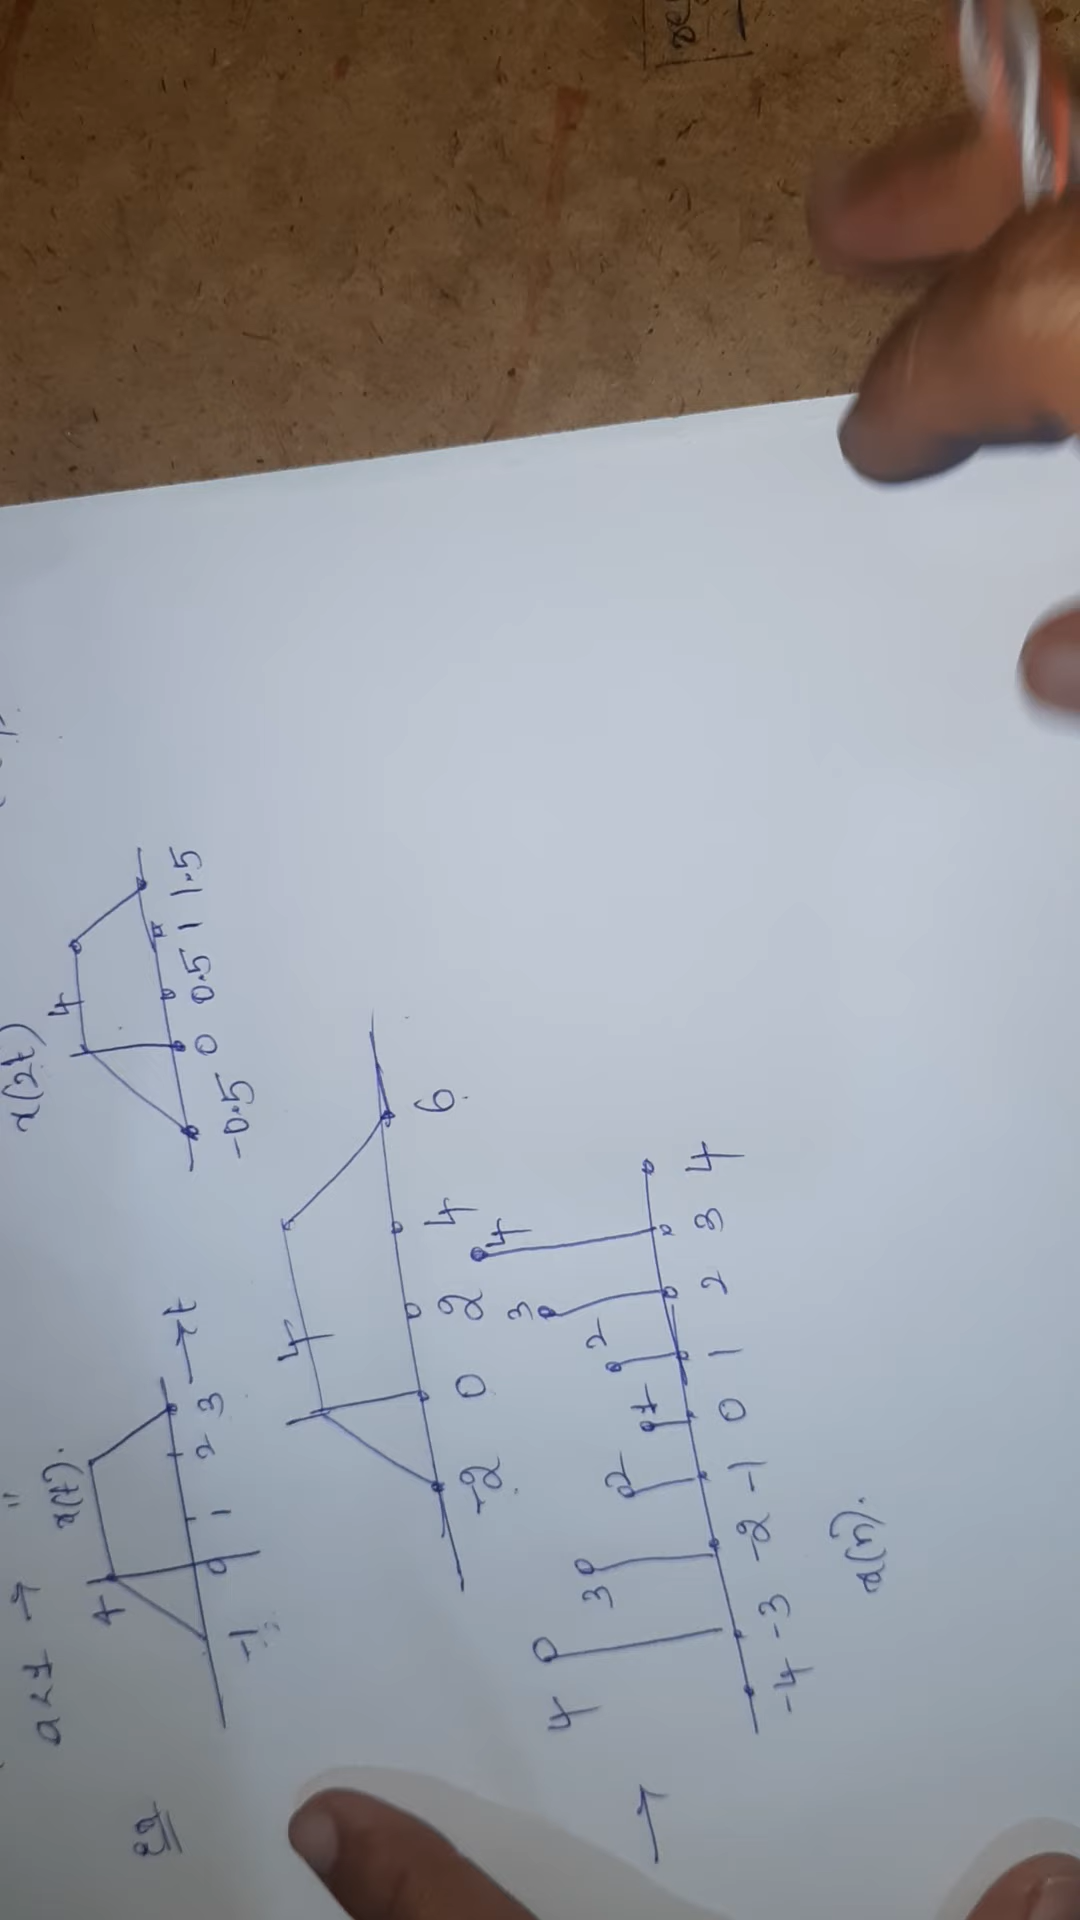 a<1 →  "
eg
x(t).
4
-1 0 1 2 3 → t
x(2t)
4
-0.5 0 0.5 1 1.5
4
-2 0 2 4 6
→
4 3 2 1 2 3 4
-4 -3 -2 -1 0 1 2 3 4
x(n).